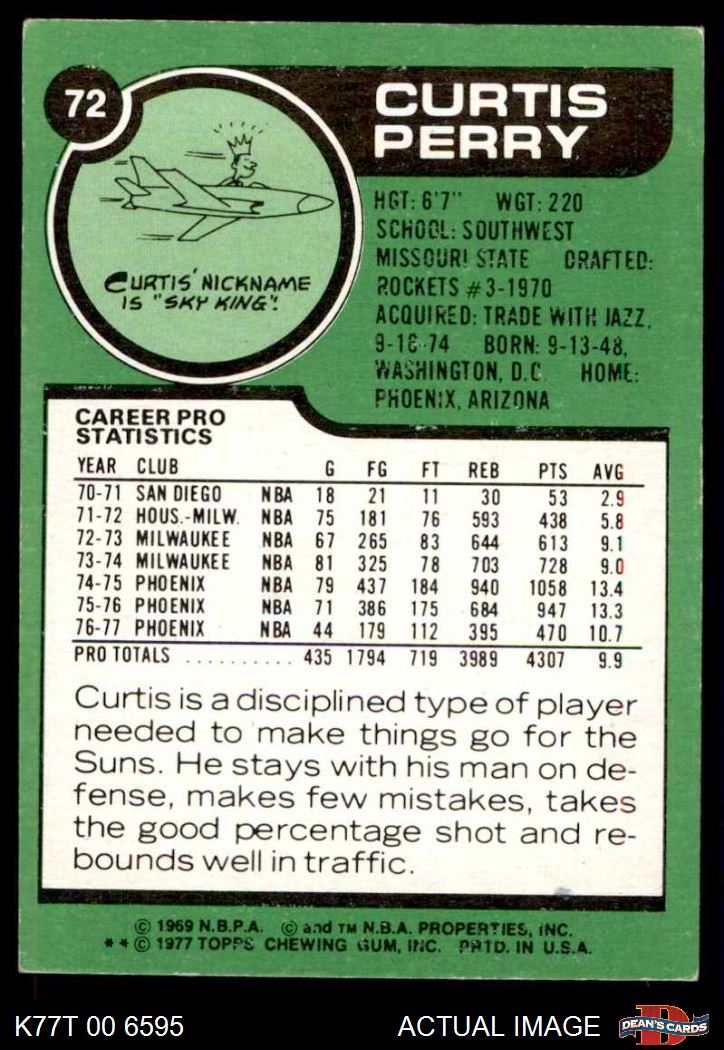 72
CURTIS
PERRY
CURTIS' NICKNAME
IS "SKY KING".
HGT: 6'7" WGT: 220
SCHOOL: SOUTHWEST
MISSOURI STATE DRAFTED:
ROCKETS #3-1970
ACQUIRED: TRADE WITH JAZZ,
9-18-74 BORN: 9-13-48,
WASHINGTON, D.C. HOME:
PHOENIX, ARIZONA
CAREER PRO
STATISTICS
YEAR CLUB G FG FT REB PTS AVG
70-71 SAN DIEGO NBA 18 21 11 30 53 2.9
71-72 HOUS.-MILW. NBA 75 181 76 593 438 5.8
72-73 MILWAUKEE NBA 67 265 83 644 613 9.1
73-74 MILWAUKEE NBA 81 325 78 703 728 9.0
74-75 PHOENIX NBA 79 437 184 940 1058 13.4
75-76 PHOENIX NBA 71 386 175 684 947 13.3
76-77 PHOENIX NBA 44 179 112 395 470 10.7
PRO TOTALS .......... 435 1794 719 3989 4307 9.9
Curtis is a disciplined type of player
needed to make things go for the
Suns. He stays with his man on de-
fense, makes few mistakes, takes
the good percentage shot and re-
bounds well in traffic.
© 1969 N.B.P.A. © and TM N.B.A. PROPERTIES, INC.
**© 1977 TOPPS CHEWING GUM, INC. PRTD. IN U.S.A.
K77T 00 6595 ACTUAL IMAGE D DEAN'S CARDS